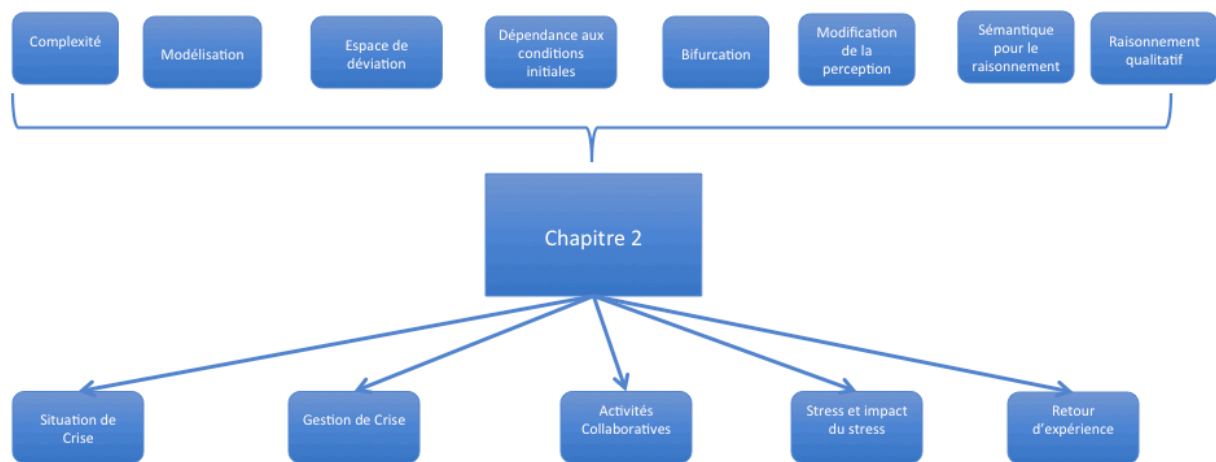 Complexité
Modélisation
Espace de
déviation
Dépendance aux
conditions
initiales
Bifurcation
Modification
de la
perception
Sémantique
pour le
raisonnement
Raisonnement
qualitatif
Chapitre 2
Situation de
Crise
Gestion de Crise
Activités
Collaboratives
Stress et impact
du stress
Retour
d'expérience